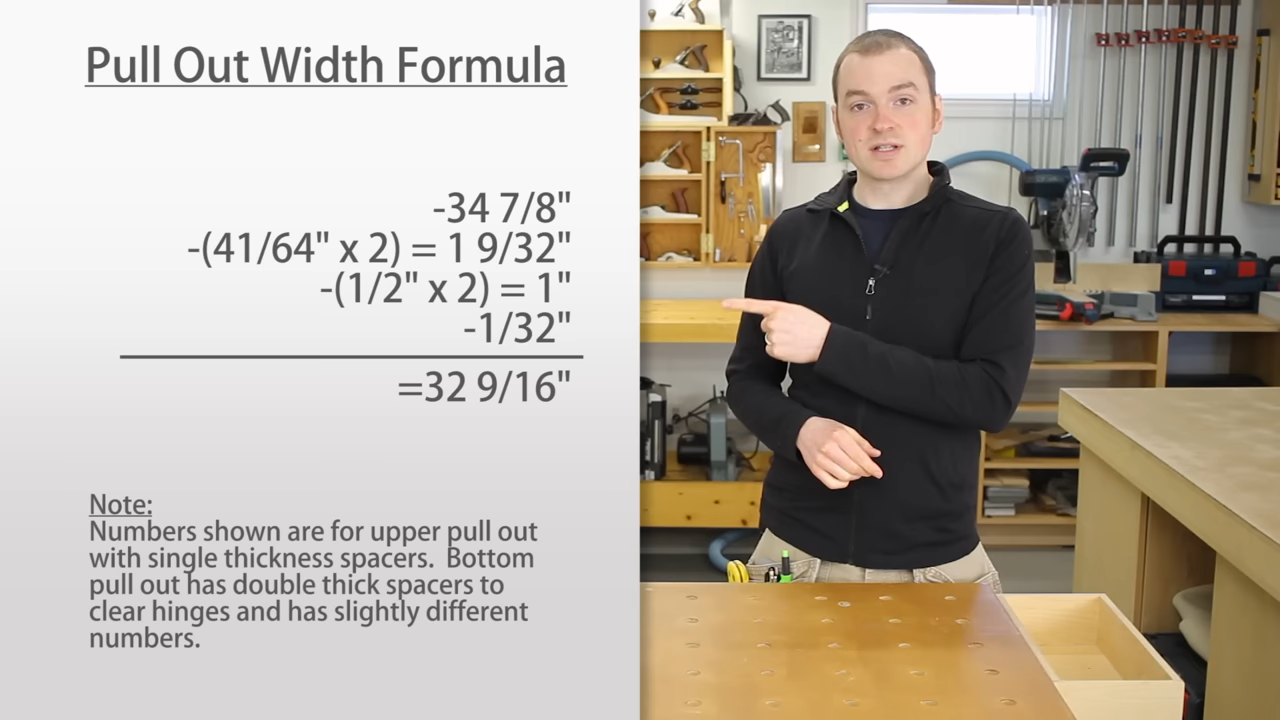 Pull Out Width Formula
-34 7/8"
-(41/64" x 2) = 1 9/32"
-(1/2" x 2) = 1"
-1/32"
=32 9/16"
Note:
Numbers shown are for upper pull out
with single thickness spacers. Bottom
pull out has double thick spacers to
clear hinges and has slightly different
numbers.